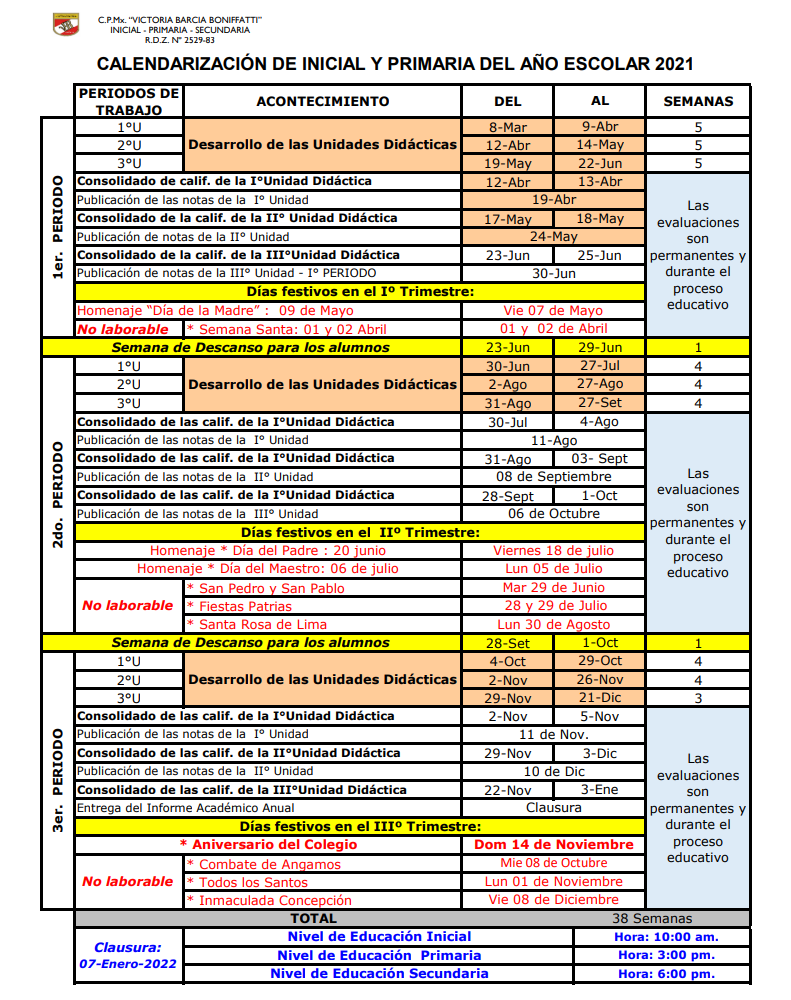 C.P.Mx. “VICTORIA BARCIA BONIFFATTI”
INICIAL - PRIMARIA - SECUNDARIA
R.D.Z. Nº 2529-83
CALENDARIZACIÓN DE INICIAL Y PRIMARIA DEL AÑO ESCOLAR 2021
PERIODOS DE TRABAJO ACONTECIMIENTO DEL AL SEMANAS
1er. PERIODO
1°U 8-Mar 9-Abr 5
2°U Desarrollo de las Unidades Didácticas 12-Abr 14-May 5
3°U 19-May 22-Jun 5
Consolidado de calif. de la I°Unidad Didáctica 12-Abr 13-Abr
Publicación de las notas de la I° Unidad 19-Abr
Consolidado de la calif. de la II° Unidad Didáctica 17-May 18-May
Publicación de notas de la II° Unidad 24-May
Consolidado de la calif. de la III°Unidad Didáctica 23-Jun 25-Jun
Publicación de notas de la III° Unidad - I° PERIODO 30-Jun
Las
evaluaciones
son
permanentes y
durante el
proceso
educativo
Días festivos en el Iº Trimestre:
Homenaje “Día de la Madre” : 09 de Mayo Vie 07 de Mayo
No laborable * Semana Santa: 01 y 02 Abril 01 y 02 de Abril
Semana de Descanso para los alumnos 23-Jun 29-Jun 1
2do. PERIODO
1°U 30-Jun 27-Jul 4
2°U Desarrollo de las Unidades Didácticas 2-Ago 27-Ago 4
3°U 31-Ago 27-Set 4
Consolidado de las calif. de la I°Unidad Didáctica 30-Jul 4-Ago
Publicación de las notas de la I° Unidad 11-Ago
Consolidado de las calif. de la I°Unidad Didáctica 31-Ago 03- Sept
Publicación de las notas de la II° Unidad 08 de Septiembre
Consolidado de las calif. de la I°Unidad Didáctica 28-Sept 1-Oct
Publicación de las notas de la III° Unidad 06 de Octubre
Las
evaluaciones
son
permanentes y
durante el
proceso
educativo
Días festivos en el IIº Trimestre:
Homenaje * Día del Padre : 20 junio Viernes 18 de julio
Homenaje * Día del Maestro: 06 de julio Lun 05 de Julio
No laborable
* San Pedro y San Pablo Mar 29 de Junio
* Fiestas Patrias 28 y 29 de Julio
* Santa Rosa de Lima Lun 30 de Agosto
Semana de Descanso para los alumnos 28-Set 1-Oct 1
3er. PERIODO
1°U 4-Oct 29-Oct 4
2°U Desarrollo de las Unidades Didácticas 2-Nov 26-Nov 4
3°U 29-Nov 21-Dic 3
Consolidado de las calif. de la I°Unidad Didáctica 2-Nov 5-Nov
Publicación de las notas de la I° Unidad 11 de Nov.
Consolidado de las calif. de la II°Unidad Didáctica 29-Nov 3-Dic
Publicación de las notas de la II° Unidad 10 de Dic
Consolidado de las calif. de la III°Unidad Didáctica 22-Nov 3-Ene
Entrega del Informe Académico Anual Clausura
Las
evaluaciones
son
permanentes y
durante el
proceso
educativo
Días festivos en el IIIº Trimestre:
* Aniversario del Colegio Dom 14 de Noviembre
No laborable
* Combate de Angamos Mie 08 de Octubre
* Todos los Santos Lun 01 de Noviembre
* Inmaculada Concepción Vie 08 de Diciembre
TOTAL 38 Semanas
Clausura:
07-Enero-2022
Nivel de Educación Inicial Hora: 10:00 am.
Nivel de Educación Primaria Hora: 3:00 pm.
Nivel de Educación Secundaria Hora: 6:00 pm.